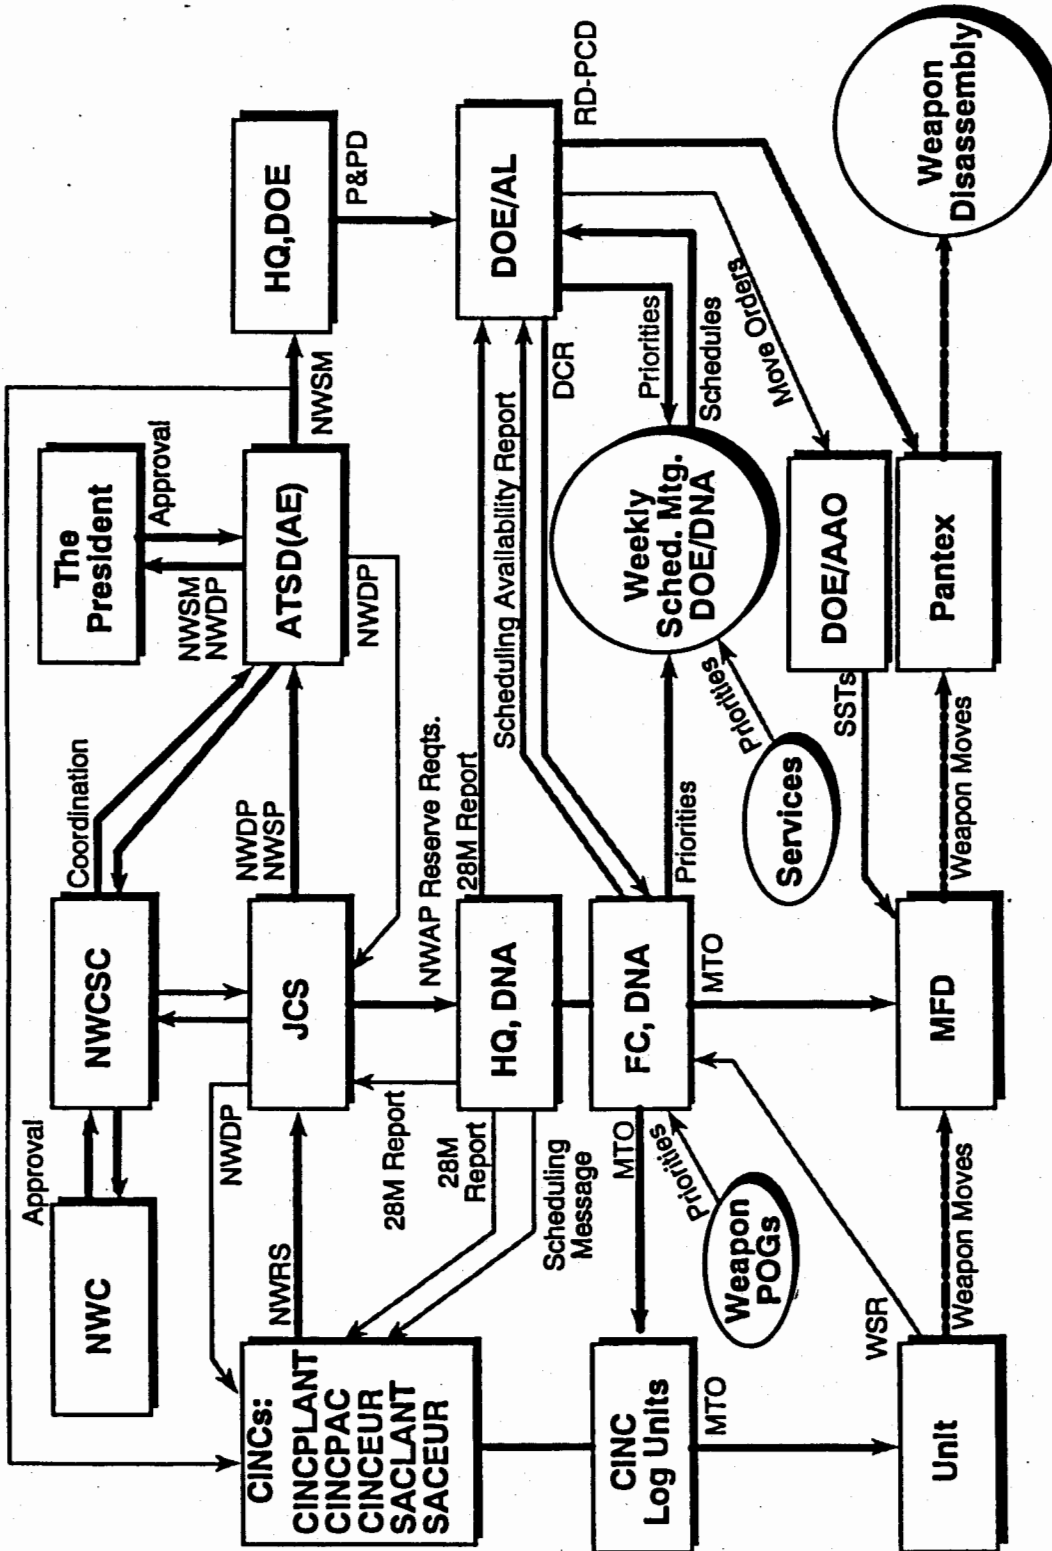 NWC
Approval
NWCSC
Coordination
The
President
Approval
NWSM
NWDP
CINCs:
CINCPLANT
CINCPAC
CINCEUR
SACLANT
SACEUR
NWDP
NWRS
JCS
NWDP
NWSP
ATSD(AE)
NWDP
NWSM
HQ,DOE
P&PD
28M Report
28M
Report
Scheduling
Message
NWAP Reserve Reqts.
28M Report
HQ, DNA
Scheduling Availability Report
DCR
DOE/AL
RD-PCD
CINC
Log Units
MTO
MTO
Priorities
Weapon
POGs
FC, DNA
MTO
Priorities
Priorities
Services
Weekly
Sched. Mtg.
DOE/DNA
Priorities
Schedules
Move Orders
DOE/AAO
SSTs
Unit
WSR
Weapon Moves
MFD
Weapon Moves
Pantex
Weapon
Disassembly